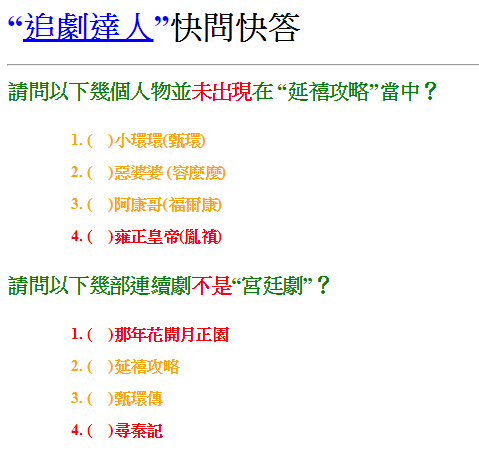 “追劇達人”快問快答
請問以下幾個人物並未出現在 “延禧攻略”當中？
1. (    )小環環(甄環)
2. (    )惡婆婆 (容麼麼)
3. (    )阿康哥(福爾康)
4. (    )雍正皇帝(胤禛)
請問以下幾部連續劇不是“宮廷劇”？
1. (    )那年花開月正圓
2. (    )延禧攻略
3. (    )甄環傳
4. (    )尋秦記